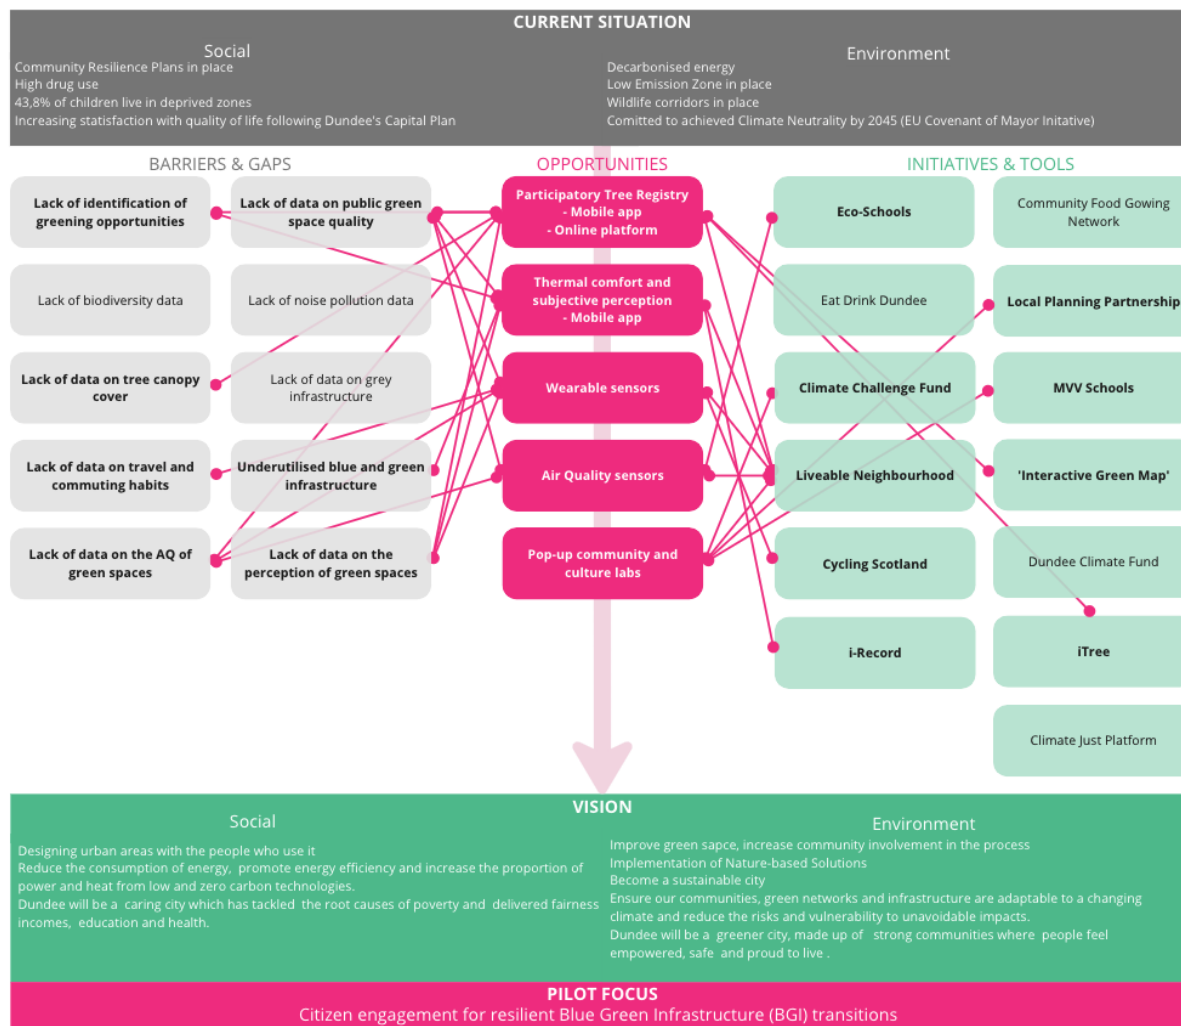 CURRENT SITUATION
Social
Community Resilience Plans in place
High drug use
43,8% of children live in deprived zones
Increasing statisfaction with quality of life following Dundee's Capital Plan
Environment
Decarbonised energy
Low Emission Zone in place
Wildlife corridors in place
Comitted to achieved Climate Neutrality by 2045 (EU Covenant of Mayor Initative)
BARRIERS & GAPS
Lack of identification of
greening opportunities
Lack of data on public green
space quality
Lack of biodiversity data
Lack of noise pollution data
Lack of data on tree canopy
cover
Lack of data on grey
infrastructure
Lack of data on travel and
commuting habits
Underutilised blue and green
infrastructure
Lack of data on the AQ of
green spaces
Lack of data on the
perception of green spaces
OPPORTUNITIES
Participatory Tree Registry
- Mobile app
- Online platform
Thermal comfort and
subjective perception
- Mobile app
Wearable sensors
Air Quality sensors
Pop-up community and
culture labs
INITIATIVES & TOOLS
Eco-Schools
Community Food Gowing
Network
Eat Drink Dundee
Local Planning Partnership
Climate Challenge Fund
MVV Schools
Liveable Neighbourhood
'Interactive Green Map'
Cycling Scotland
Dundee Climate Fund
i-Record
iTree
Climate Just Platform
VISION
Social
Designing urban areas with the people who use it
Reduce the consumption of energy, promote energy efficiency and increase the proportion of
power and heat from low and zero carbon technologies.
Dundee will be a caring city which has tackled the root causes of poverty and delivered fairness
incomes, education and health.
Environment
Improve green sapce, increase community involvement in the process
Implementation of Nature-based Solutions
Become a sustainable city
Ensure our communities, green networks and infrastructure are adaptable to a changing
climate and reduce the risks and vulnerability to unavoidable impacts.
Dundee will be a greener city, made up of strong communities where people feel
empowered, safe and proud to live .
PILOT FOCUS
Citizen engagement for resilient Blue Green Infrastructure (BGI) transitions